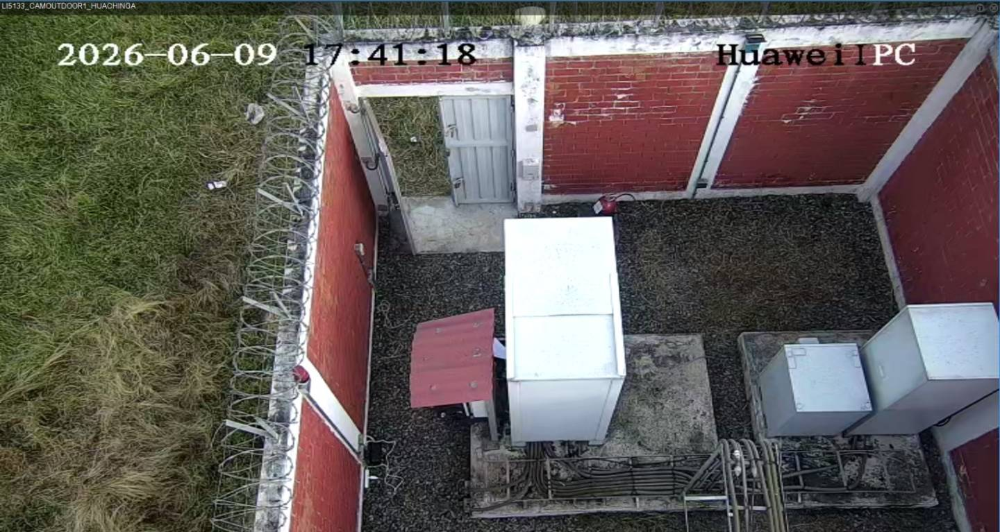 LI5133_CAMOUTDOOR1_HUACHINGA
2026-06-09 17:41:18 HuaweiIPC